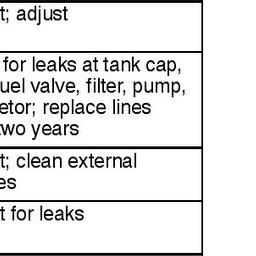 t; adjust
for leaks at tank cap,
uel valve, filter, pump,
etor; replace lines
two years
t; clean external
es
t for leaks